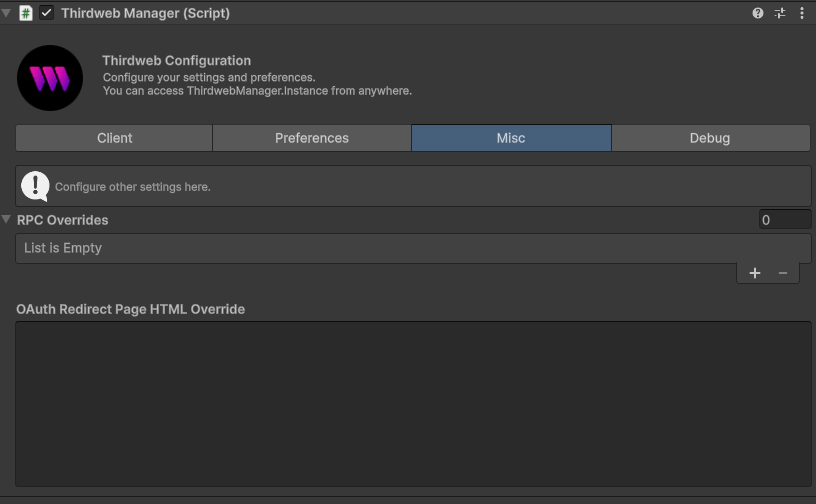 Thirdweb Manager (Script)
Thirdweb Configuration
Configure your settings and preferences.
You can access ThirdwebManager.Instance from anywhere.
Client
Preferences
Misc
Debug
Configure other settings here.
RPC Overrides
0
List is Empty
OAuth Redirect Page HTML Override